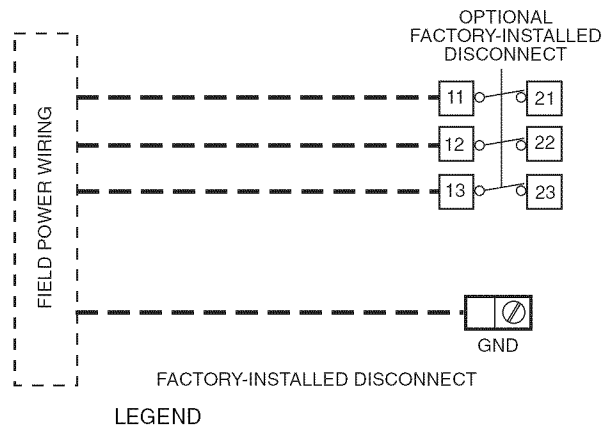 OPTIONAL
FACTORY-INSTALLED
DISCONNECT
FIELD POWER WIRING
11
21
12
22
13
23
GND
FACTORY-INSTALLED DISCONNECT
LEGEND